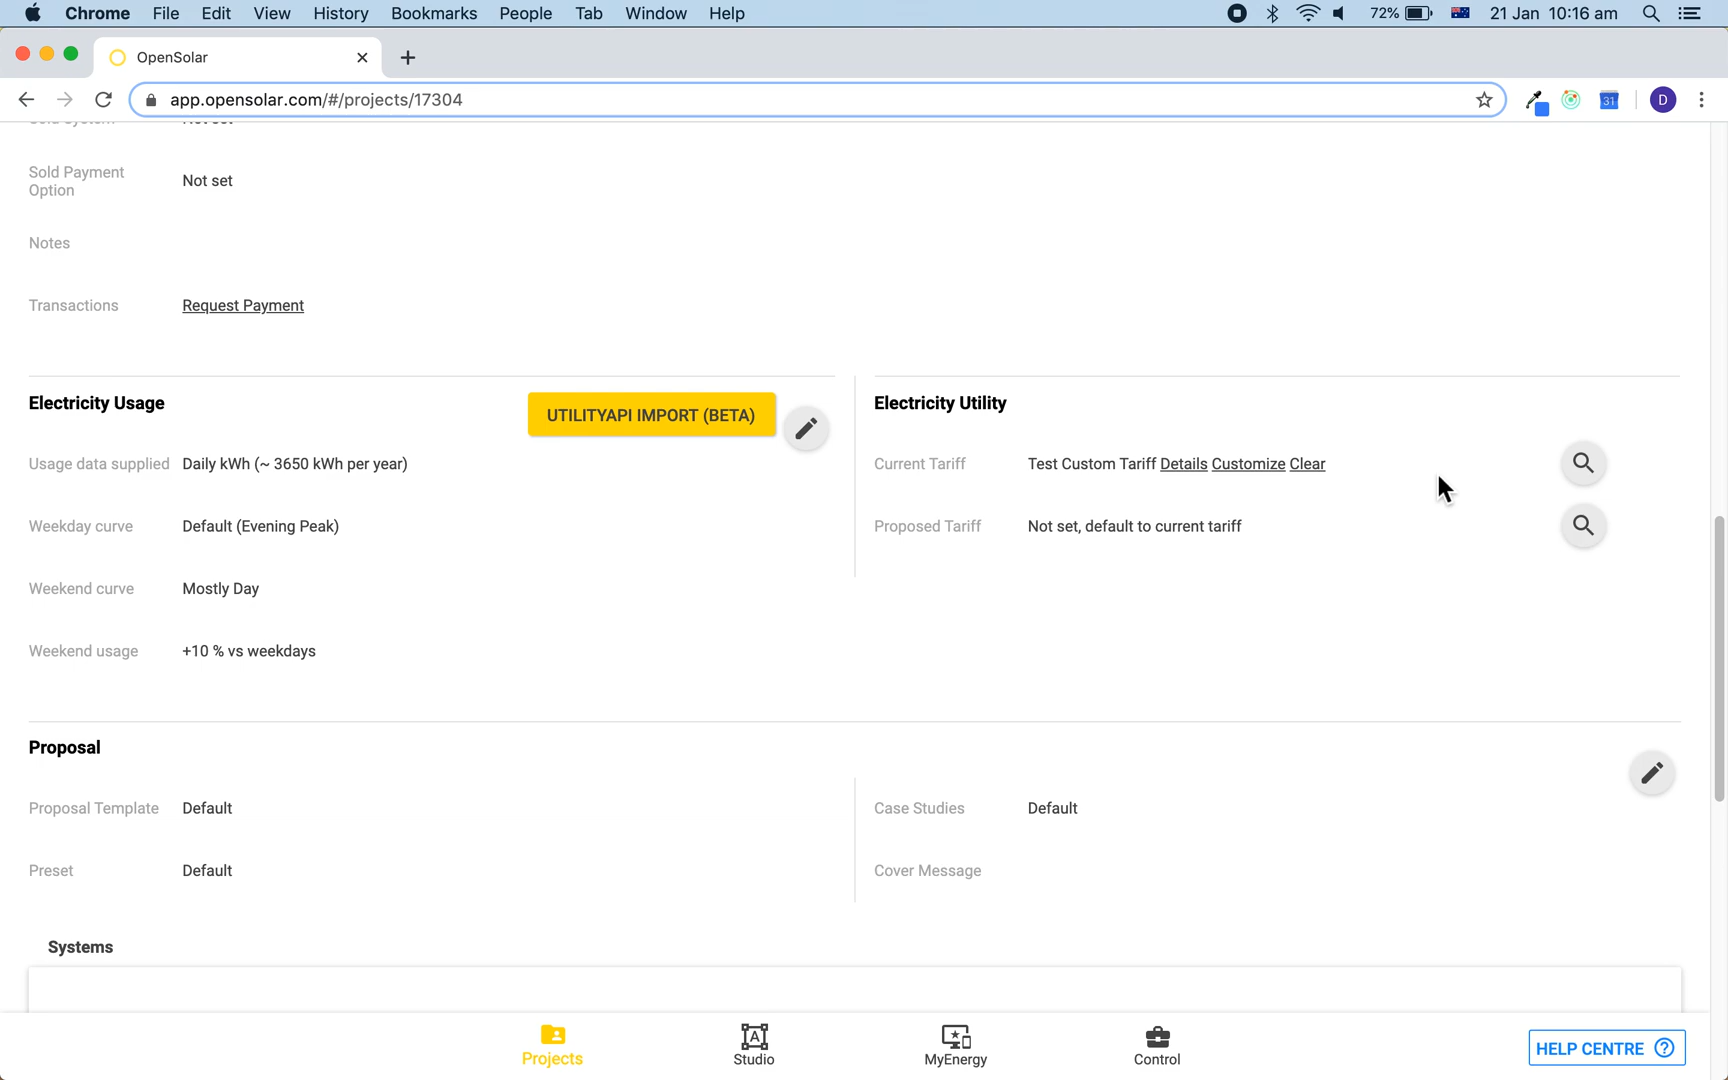 Chrome File Edit View History Bookmarks People Tab Window Help 72% 21 Jan 10:16 am
OpenSolar
app.opensolar.com/#/projects/17304
31
D
Sold Payment Option
Not set
Notes
Transactions Request Payment
Electricity Usage
UTILITYAPI IMPORT (BETA)
Usage data supplied Daily kWh (~ 3650 kWh per year)
Weekday curve Default (Evening Peak)
Weekend curve Mostly Day
Weekend usage +10 % vs weekdays
Electricity Utility
Current Tariff Test Custom Tariff Details Customize Clear
Proposed Tariff Not set, default to current tariff
Proposal
Proposal Template Default
Preset Default
Case Studies Default
Cover Message
Systems
Projects
A
Studio
MyEnergy
Control
HELP CENTRE ?